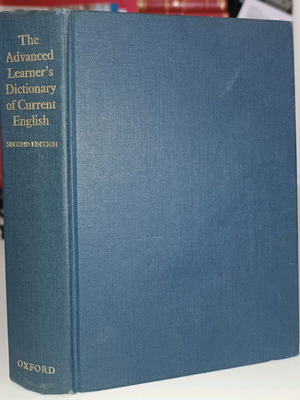 The
Advanced
Learner's
Dictionary
of Current
English
SECOND EDITION
OXFORD